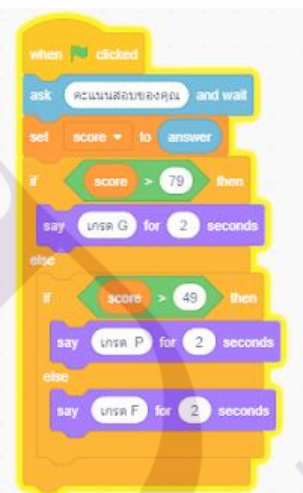 when clicked
ask คะแนนสอบของคุณ and wait
set score to answer
if score > 79 then
say เกรด G for 2 seconds
else
if score > 49 then
say เกรด P for 2 seconds
else
say เกรด F for 2 seconds